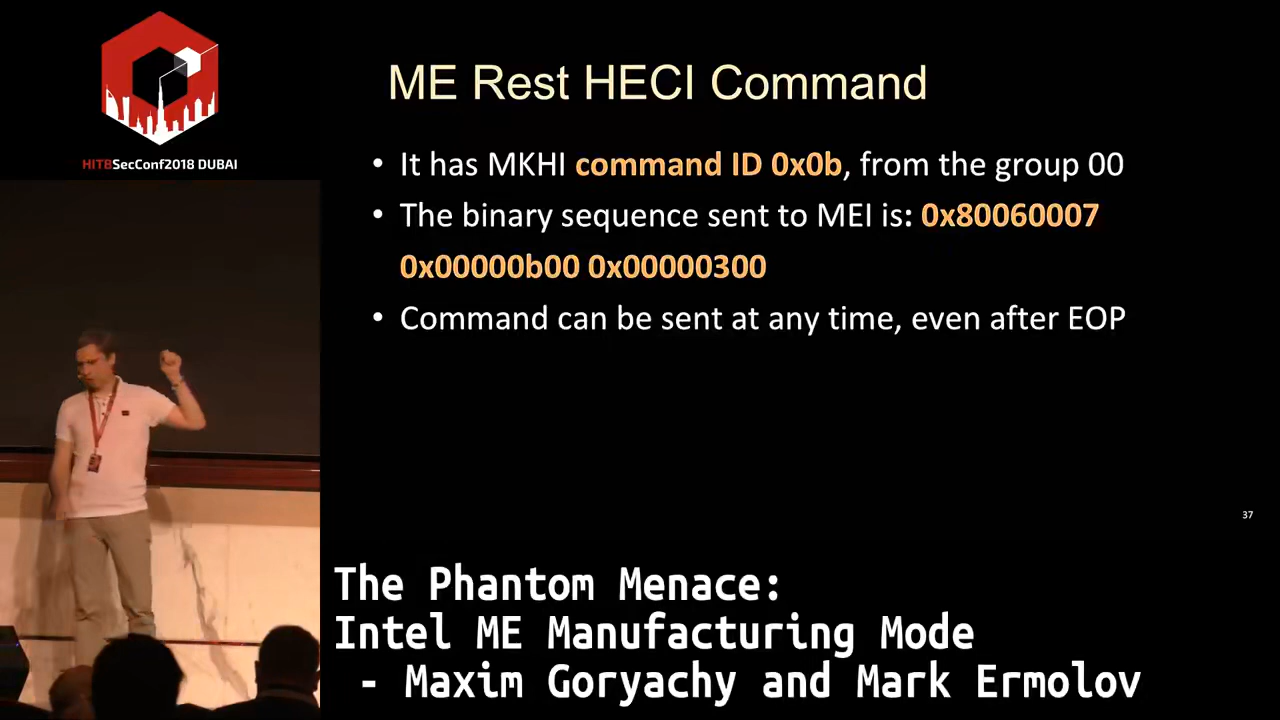 HITBSecConf2018 DUBAI
ME Rest HECI Command
• It has MKHI command ID 0x0b, from the group 00
• The binary sequence sent to MEI is: 0x80060007
0x00000b00 0x00000300
• Command can be sent at any time, even after EOP
37
The Phantom Menace:
Intel ME Manufacturing Mode
- Maxim Goryachy and Mark Ermolov